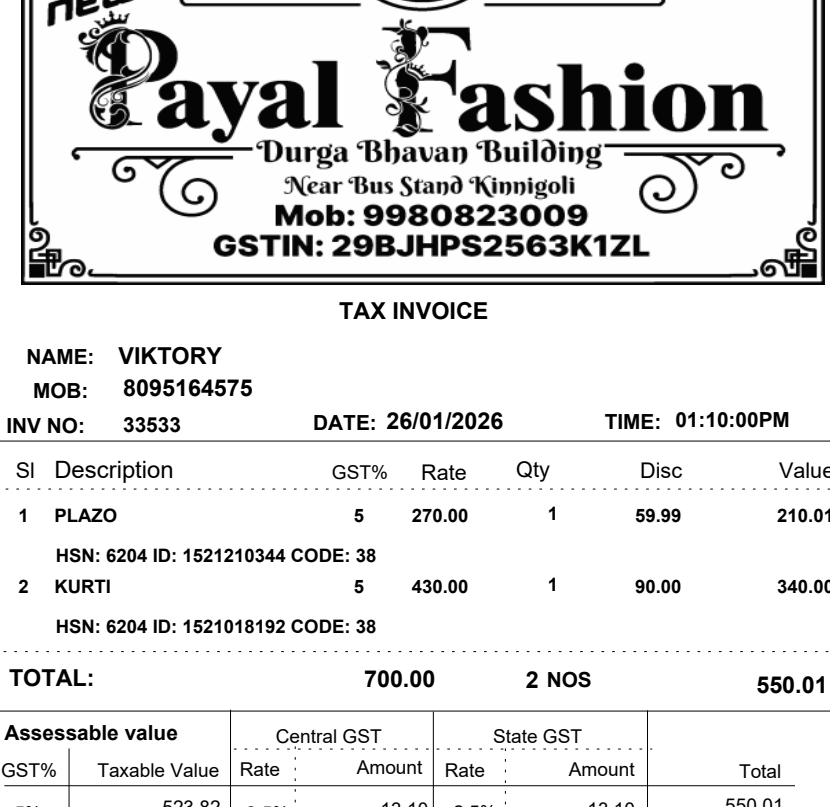 new
Payal Fashion
Durga Bhavan Building
Near Bus Stand Kinnigoli
Mob: 9980823009
GSTIN: 29BJHPS2563K1ZL
TAX INVOICE
NAME: VIKTORY
MOB: 8095164575
INV NO: 33533 DATE: 26/01/2026 TIME: 01:10:00PM
Sl Description GST% Rate Qty Disc Value
1 PLAZO 5 270.00 1 59.99 210.01
HSN: 6204 ID: 1521210344 CODE: 38
2 KURTI 5 430.00 1 90.00 340.00
HSN: 6204 ID: 1521018192 CODE: 38
TOTAL: 700.00 2 NOS 550.01
Assessable value Central GST State GST
GST% Taxable Value Rate Amount Rate Amount Total
523.82 13.10 13.10 550.01